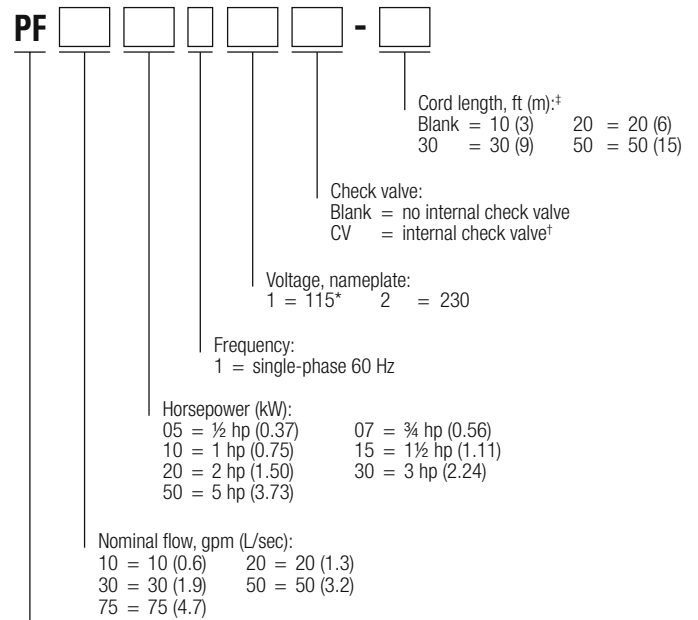 PF -
Cord length, ft (m):‡
Blank = 10 (3) 20 = 20 (6)
30 = 30 (9) 50 = 50 (15)
Check valve:
Blank = no internal check valve
CV = internal check valve†
Voltage, nameplate:
1 = 115* 2 = 230
Frequency:
1 = single-phase 60 Hz
Horsepower (kW):
05 = ½ hp (0.37) 07 = ¾ hp (0.56)
10 = 1 hp (0.75) 15 = 1½ hp (1.11)
20 = 2 hp (1.50) 30 = 3 hp (2.24)
50 = 5 hp (3.73)
Nominal flow, gpm (L/sec):
10 = 10 (0.6) 20 = 20 (1.3)
30 = 30 (1.9) 50 = 50 (3.2)
75 = 75 (4.7)